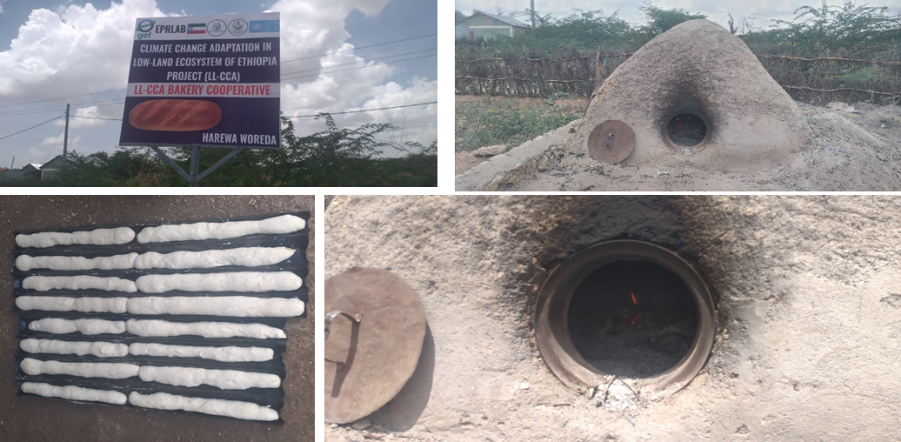 gef
EPRLAB
CLIMATE CHANGE ADAPTATION IN
LOW-LAND ECOSYSTEM OF ETHIOPIA
PROJECT (LL-CCA)
LL-CCA BAKERY COOPERATIVE
HAREWA WOREDA